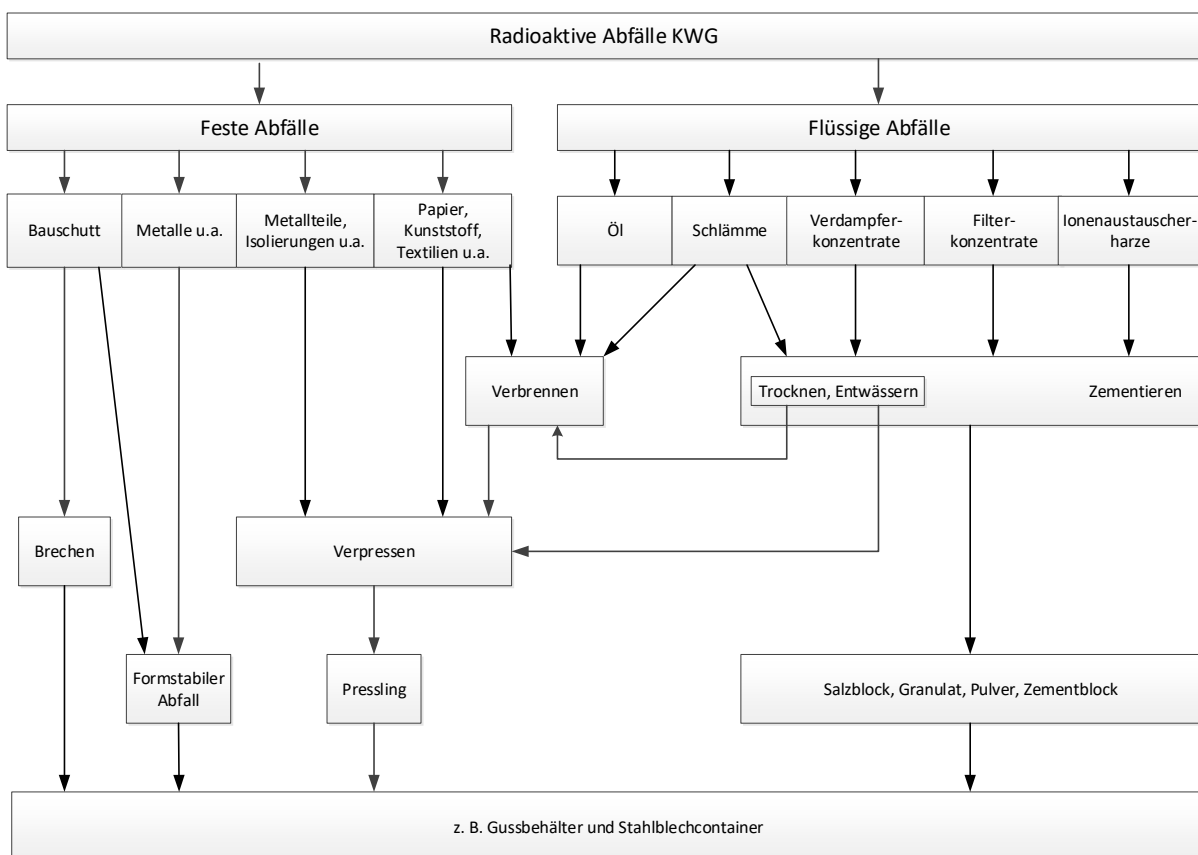 Radioaktive Abfälle KWG
Feste Abfälle
Flüssige Abfälle
Bauschutt
Metalle u.a.
Metallteile,
Isolierungen u.a.
Papier,
Kunststoff,
Textilien u.a.
Öl
Schlämme
Verdampfer-
konzentrate
Filter-
konzentrate
Ionenaustauscher-
harze
Verbrennen
Trocknen, Entwässern
Zementieren
Brechen
Verpressen
Formstabiler
Abfall
Pressling
Salzblock, Granulat, Pulver, Zementblock
z. B. Gussbehälter und Stahlblechcontainer